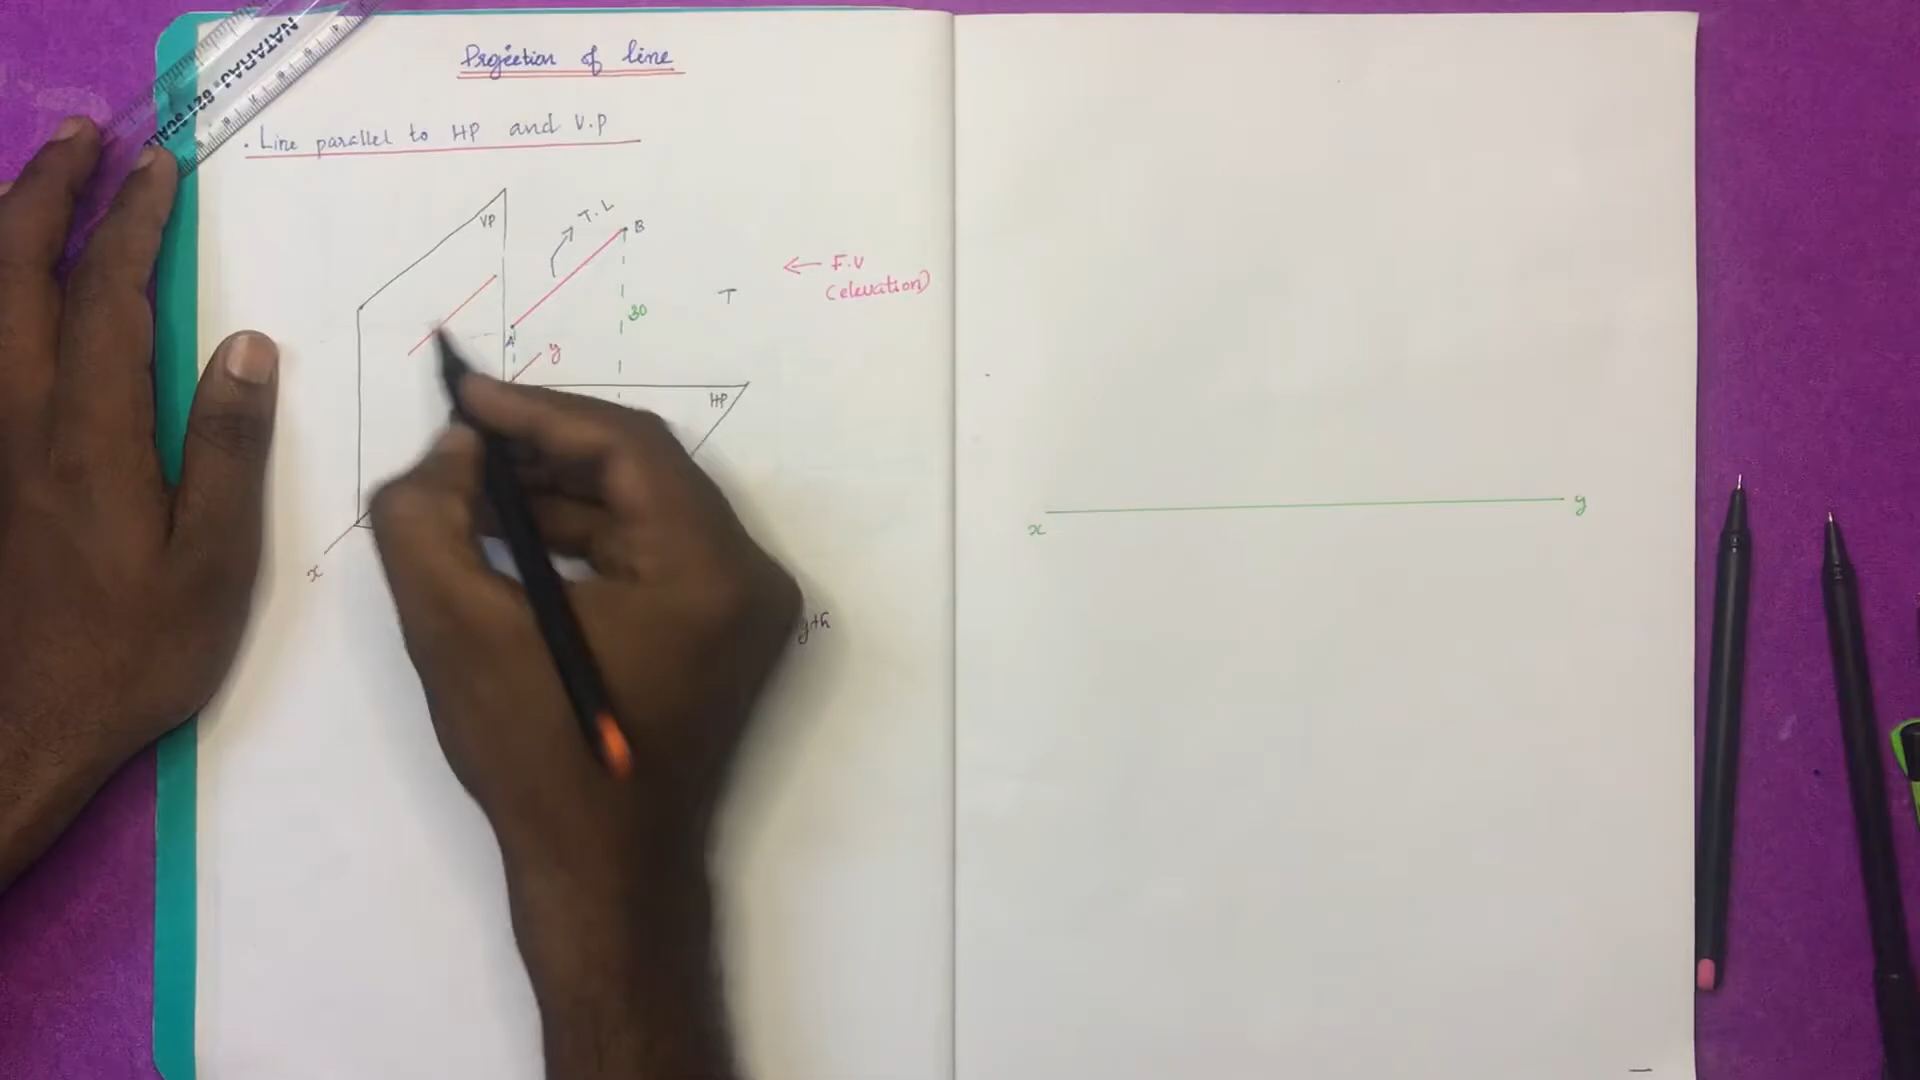 NATARAJ. 621 SCALE
Projection of line
. Line parallel to HP and V.P
VP
T.L
B
← F.V
(elevation)
T
30
A
y
HP
x
x
y